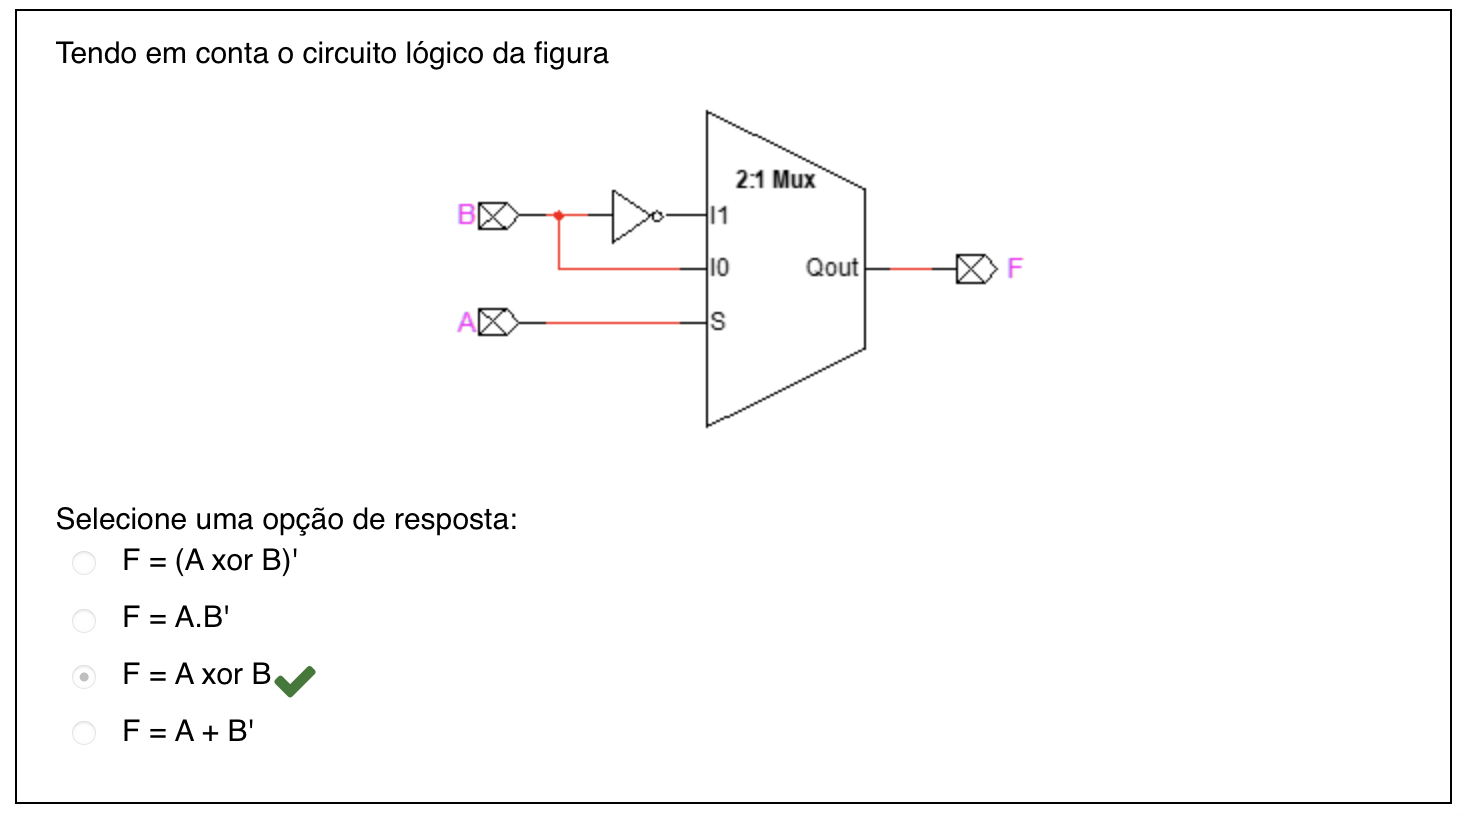 Tendo em conta o circuito lógico da figura
2:1 Mux
B
I1
I0
Qout
F
A
S
Selecione uma opção de resposta:
F = (A xor B)'
F = A.B'
F = A xor B
F = A + B'